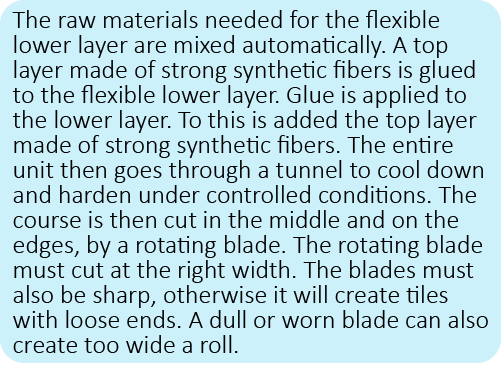 The raw materials needed for the flexible
lower layer are mixed automatically. A top
layer made of strong synthetic fibers is glued
to the flexible lower layer. Glue is applied to
the lower layer. To this is added the top layer
made of strong synthetic fibers. The entire
unit then goes through a tunnel to cool down
and harden under controlled conditions. The
course is then cut in the middle and on the
edges, by a rotating blade. The rotating blade
must cut at the right width. The blades must
also be sharp, otherwise it will create tiles
with loose ends. A dull or worn blade can also
create too wide a roll.